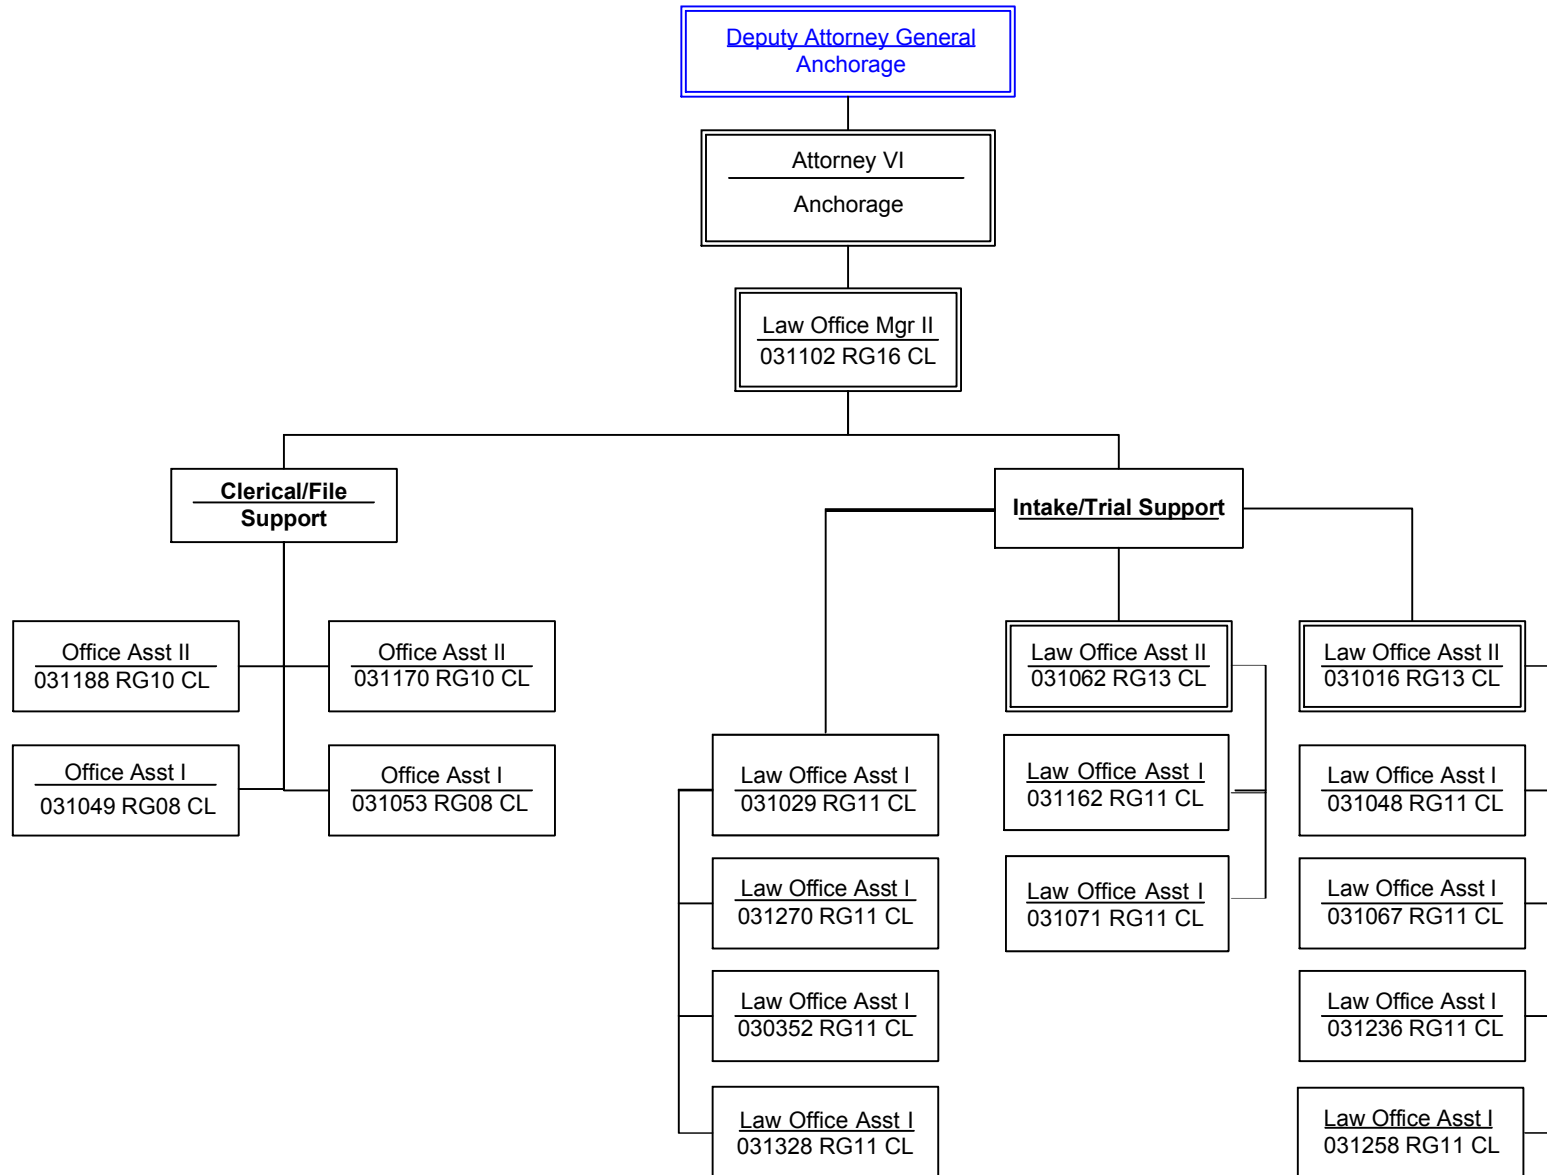 Deputy Attorney General
Anchorage
Attorney VI
Anchorage
Law Office Mgr II
031102 RG16 CL
Clerical/File
Support
Intake/Trial Support
Office Asst II
031188 RG10 CL
Office Asst II
031170 RG10 CL
Office Asst I
031049 RG08 CL
Office Asst I
031053 RG08 CL
Law Office Asst I
031029 RG11 CL
Law Office Asst I
031270 RG11 CL
Law Office Asst I
030352 RG11 CL
Law Office Asst I
031328 RG11 CL
Law Office Asst II
031062 RG13 CL
Law Office Asst I
031162 RG11 CL
Law Office Asst I
031071 RG11 CL
Law Office Asst II
031016 RG13 CL
Law Office Asst I
031048 RG11 CL
Law Office Asst I
031067 RG11 CL
Law Office Asst I
031236 RG11 CL
Law Office Asst I
031258 RG11 CL